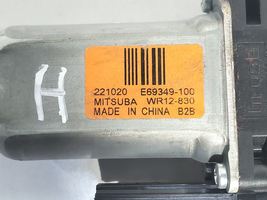 221020 E69349-100
MITSUBA WR12-830
MADE IN CHINA B2B
H